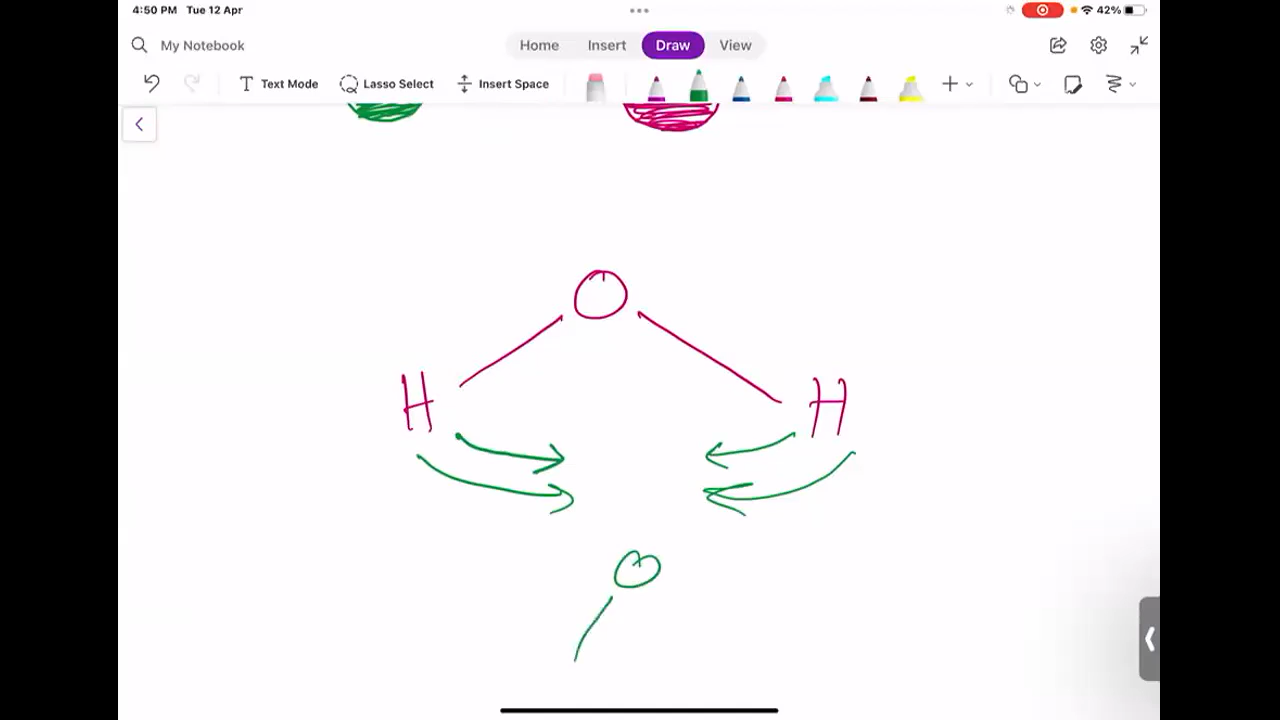 4:50 PM Tue 12 Apr
42%
My Notebook
Home Insert Draw View
Text Mode Lasso Select Insert Space
O
H H
O